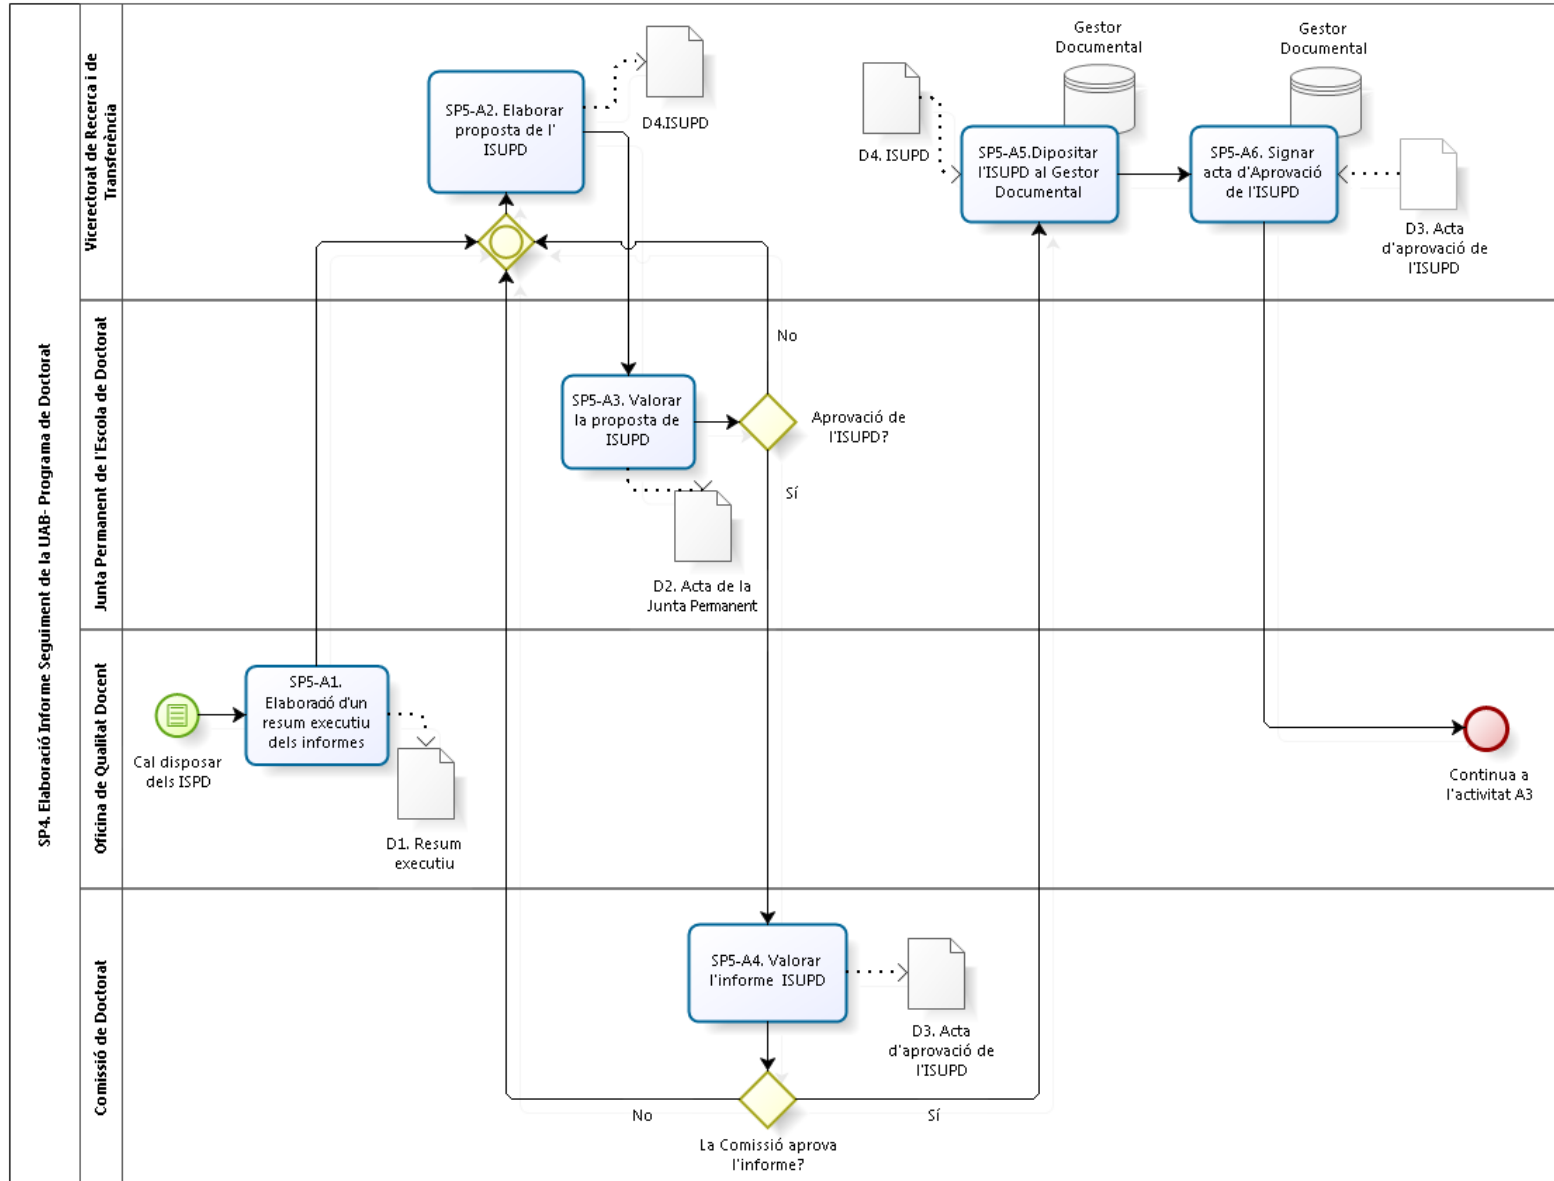 SP4. Elaboració Informe Seguiment de la UAB- Programa de Doctorat
Vicerectorat de Recerca i de
Transferència
SP5-A2. Elaborar
proposta de l'
ISUPD
D4.ISUPD
D4. ISUPD
Gestor
Documental
SP5-A5.Dipositar
l'ISUPD al Gestor
Documental
Gestor
Documental
SP5-A6. Signar
acta d'Aprovació
de l'ISUPD
D3. Acta
d'aprovació de
l'ISUPD
Junta Permanent de l'Escola de Doctorat
No
SP5-A3. Valorar
la proposta de
ISUPD
Aprovació de
l'ISUPD?
Sí
D2. Acta de la
Junta Permanent
Oficina de Qualitat Docent
Cal disposar
dels ISPD
SP5-A1.
Elaboració d'un
resum executiu
dels informes
D1. Resum
executiu
Continua a
l'activitat A3
Comissió de Doctorat
SP5-A4. Valorar
l'informe ISUPD
D3. Acta
d'aprovació de
l'ISUPD
No
Sí
La Comissió aprova
l'informe?